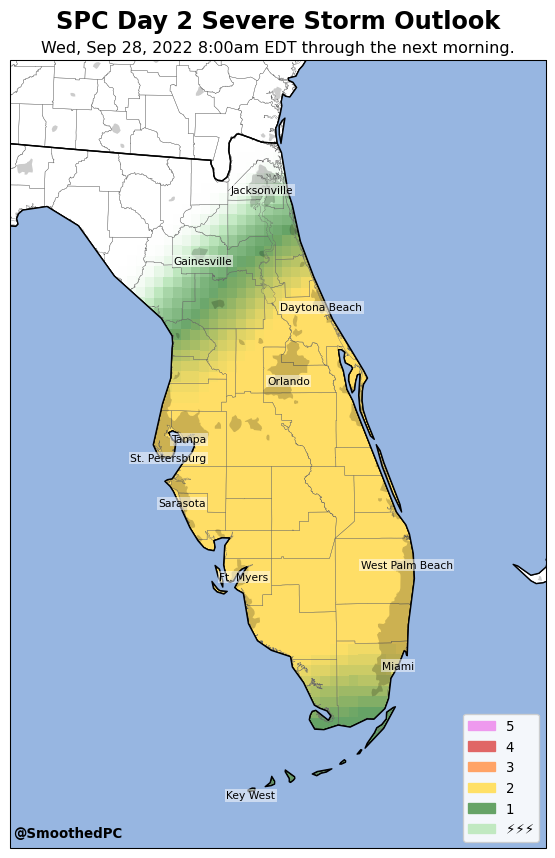 SPC Day 2 Severe Storm Outlook
Wed, Sep 28, 2022 8:00am EDT through the next morning.
Jacksonville
Gainesville
Daytona Beach
Orlando
Tampa
St. Petersburg
Sarasota
West Palm Beach
Ft. Myers
Miami
5
4
3
2
1
⚡⚡⚡
Key West
@SmoothedPC